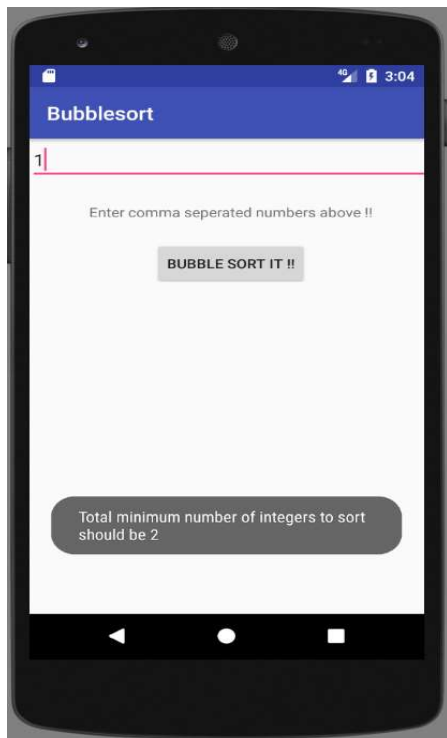 4G 3:04
Bubblesort
1
Enter comma seperated numbers above !!
BUBBLE SORT IT !!
Total minimum number of integers to sort
should be 2